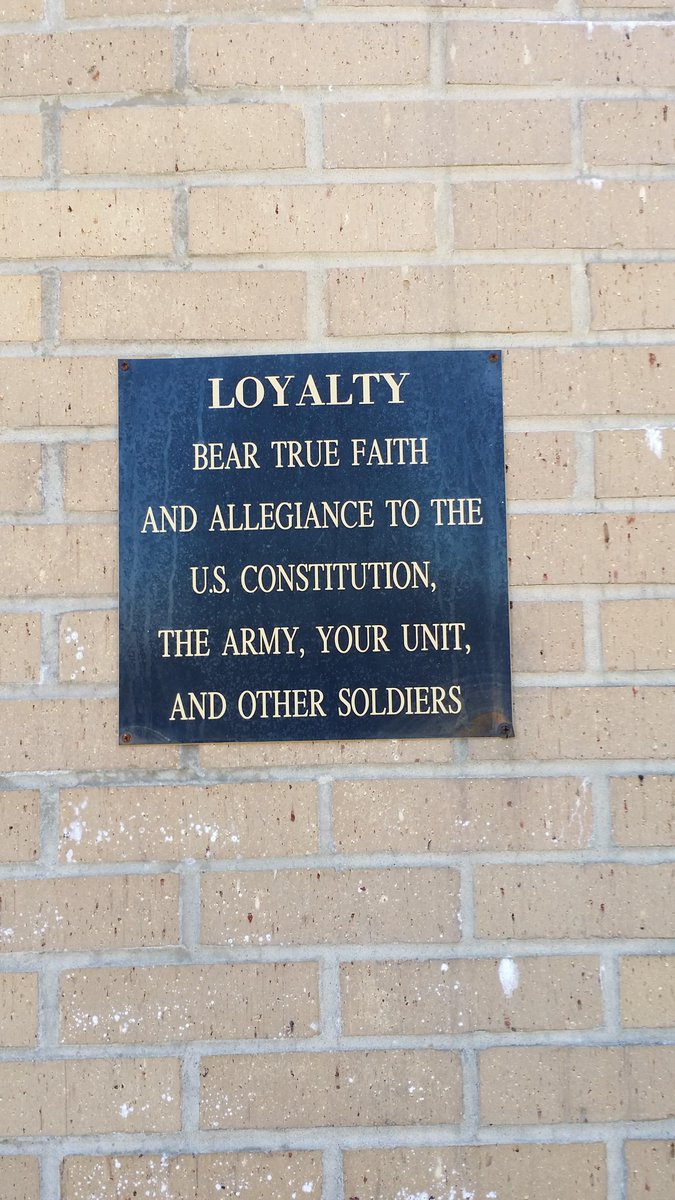 LOYALTY
BEAR TRUE FAITH
AND ALLEGIANCE TO THE
U.S. CONSTITUTION,
THE ARMY, YOUR UNIT,
AND OTHER SOLDIERS